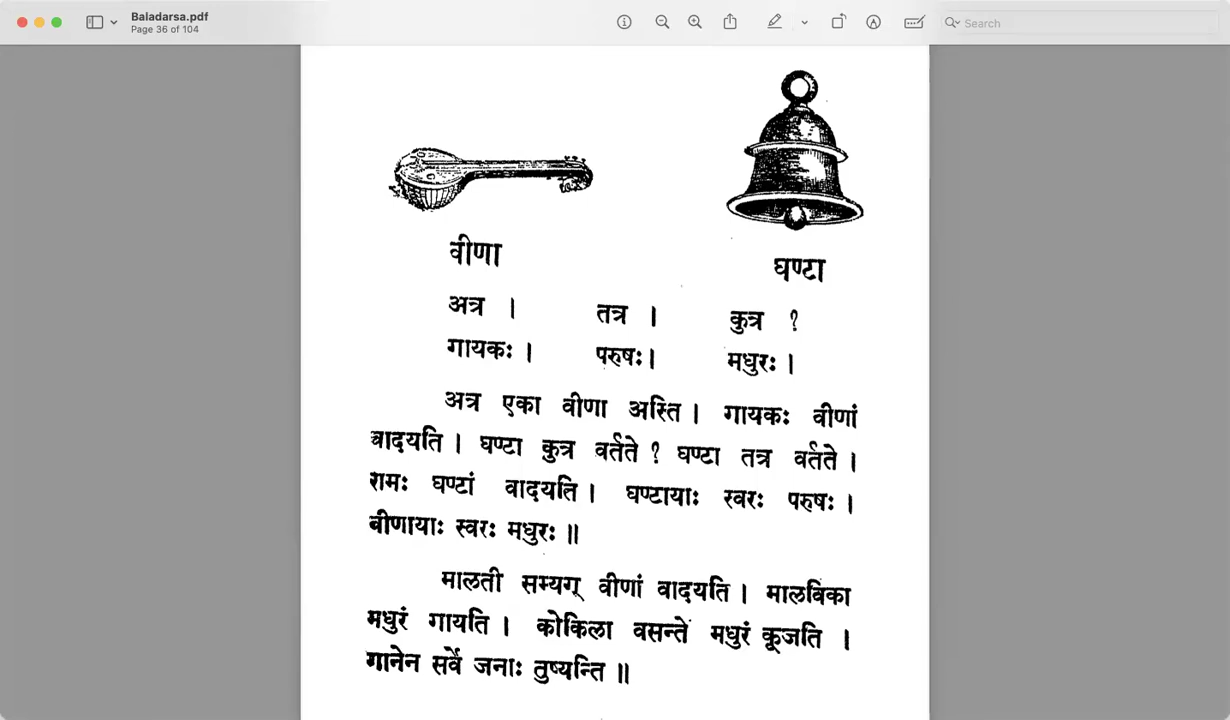 Baladarsa.pdf
Page 36 of 104
Search
वीणा
घण्टा
अत्र । तत्र । कुत्र ?
गायकः । परुषः। मधुरः ।
अत्र एका वीणा अस्ति । गायकः वीणां
वादयति । घण्टा कुत्र वर्तते ? घण्टा तत्र वर्तते ।
रामः घण्टां वादयति । घण्टायाः स्वरः परुषः ।
वीणायाः स्वरः मधुरः ॥
मालती सम्यग् वीणां वादयति । मालविका
मधुरं गायति । कोकिला वसन्ते मधुरं कूजति ।
गानेन सर्वे जनाः तुष्यन्ति ॥